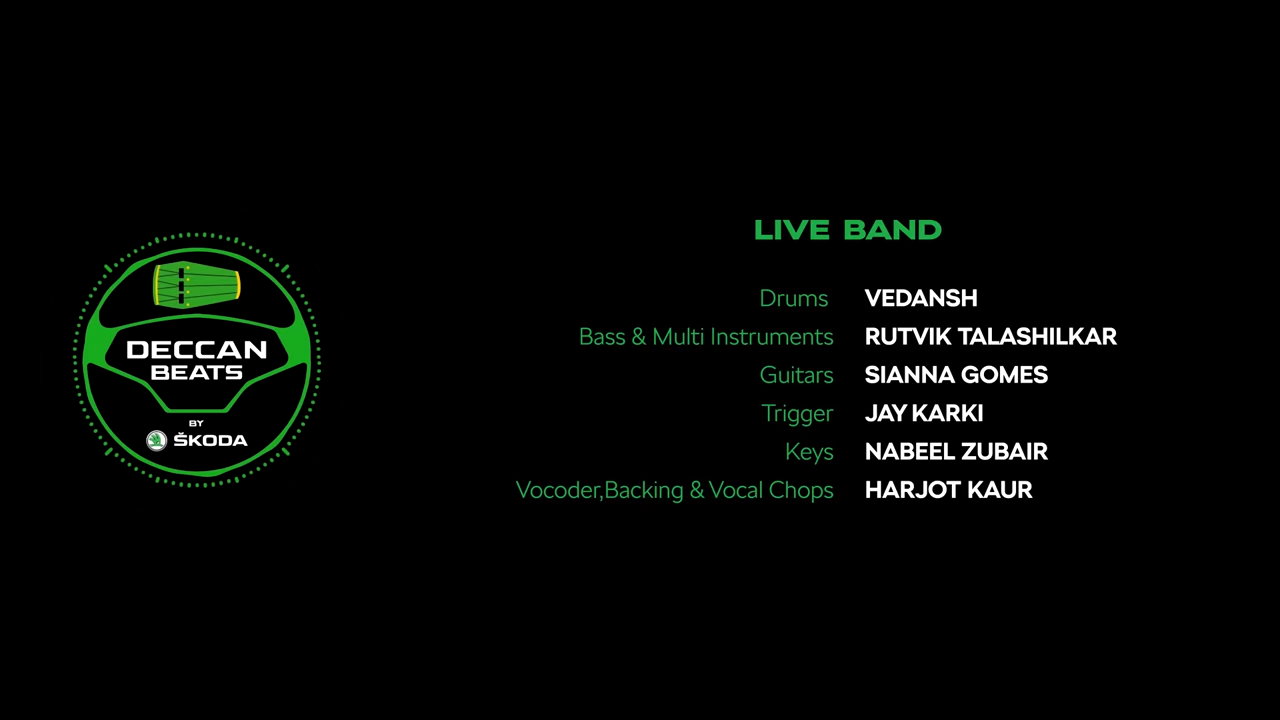 DECCAN
BEATS
BY
ŠKODA
LIVE BAND
Drums VEDANSH
Bass & Multi Instruments RUTVIK TALASHILKAR
Guitars SIANNA GOMES
Trigger JAY KARKI
Keys NABEEL ZUBAIR
Vocoder,Backing & Vocal Chops HARJOT KAUR